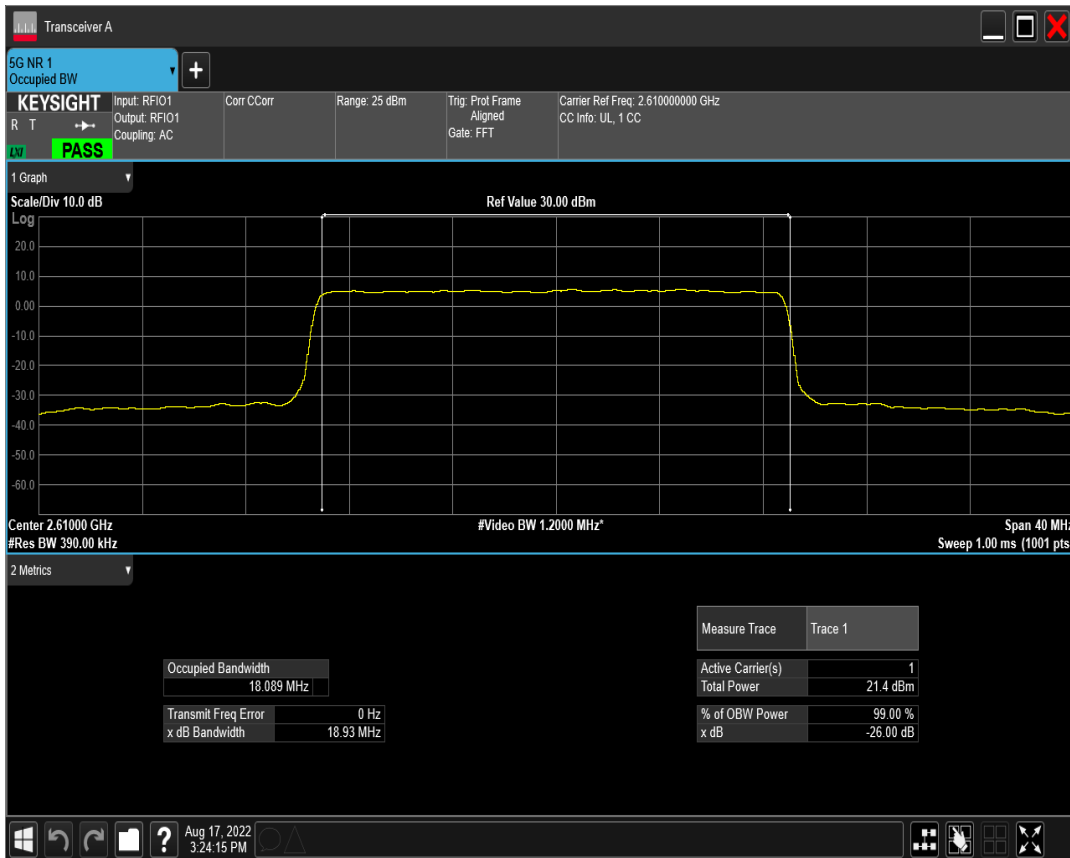 Transceiver A
5G NR 1
Occupied BW
+
KEYSIGHT
R T
LXI
PASS
Input: RFIO1
Output: RFIO1
Coupling: AC
Corr CCorr
Range: 25 dBm
Trig: Prot Frame
Aligned
Gate: FFT
Carrier Ref Freq: 2.610000000 GHz
CC Info: UL, 1 CC
1 Graph
Scale/Div 10.0 dB
Ref Value 30.00 dBm
Log
20.0
10.0
0.00
-10.0
-20.0
-30.0
-40.0
-50.0
-60.0
Center 2.61000 GHz
#Video BW 1.2000 MHz*
Span 40 MHz
#Res BW 390.00 kHz
Sweep 1.00 ms (1001 pts
2 Metrics
Measure Trace Trace 1
Occupied Bandwidth
18.089 MHz
Active Carrier(s) 1
Total Power 21.4 dBm
Transmit Freq Error 0 Hz
x dB Bandwidth 18.93 MHz
% of OBW Power 99.00 %
x dB -26.00 dB
?
Aug 17, 2022
3:24:15 PM